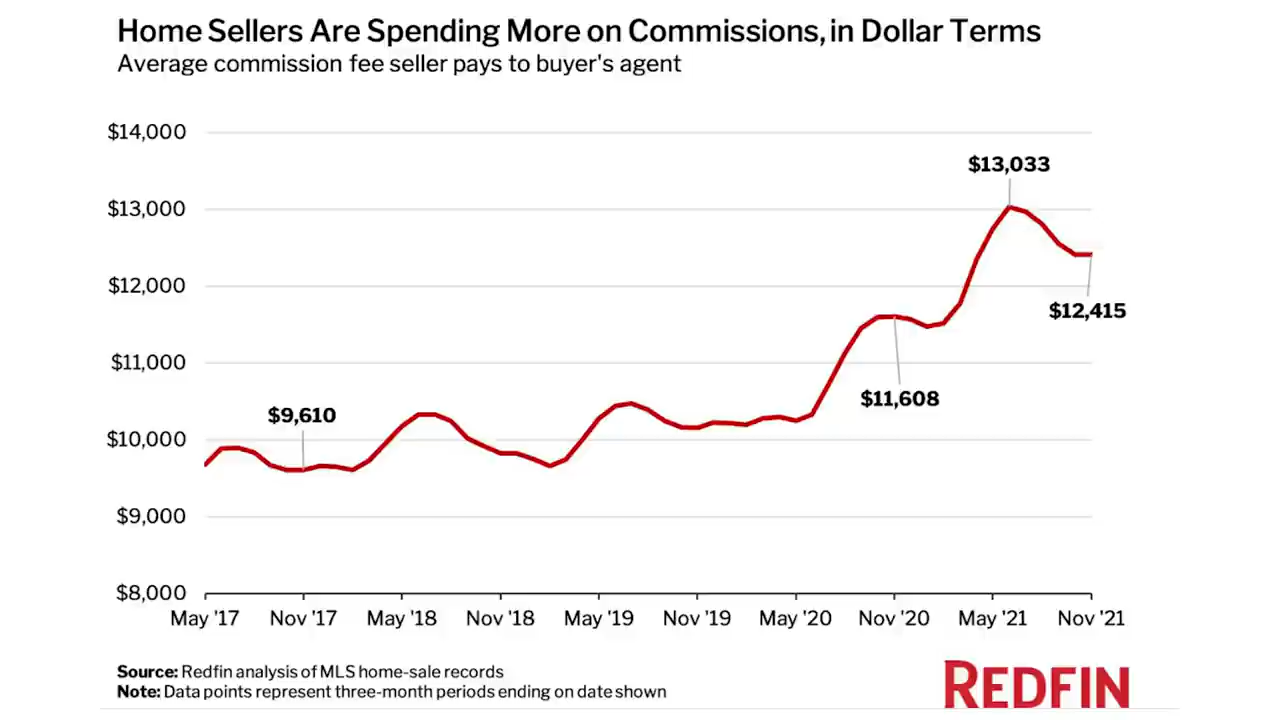 Home Sellers Are Spending More on Commissions, in Dollar Terms
Average commission fee seller pays to buyer's agent
$14,000
$13,000
$12,000
$11,000
$10,000
$9,000
$8,000
$9,610
$11,608
$13,033
$12,415
May '17 Nov '17 May '18 Nov '18 May '19 Nov '19 May '20 Nov '20 May '21 Nov '21
Source: Redfin analysis of MLS home-sale records
Note: Data points represent three-month periods ending on date shown
REDFIN